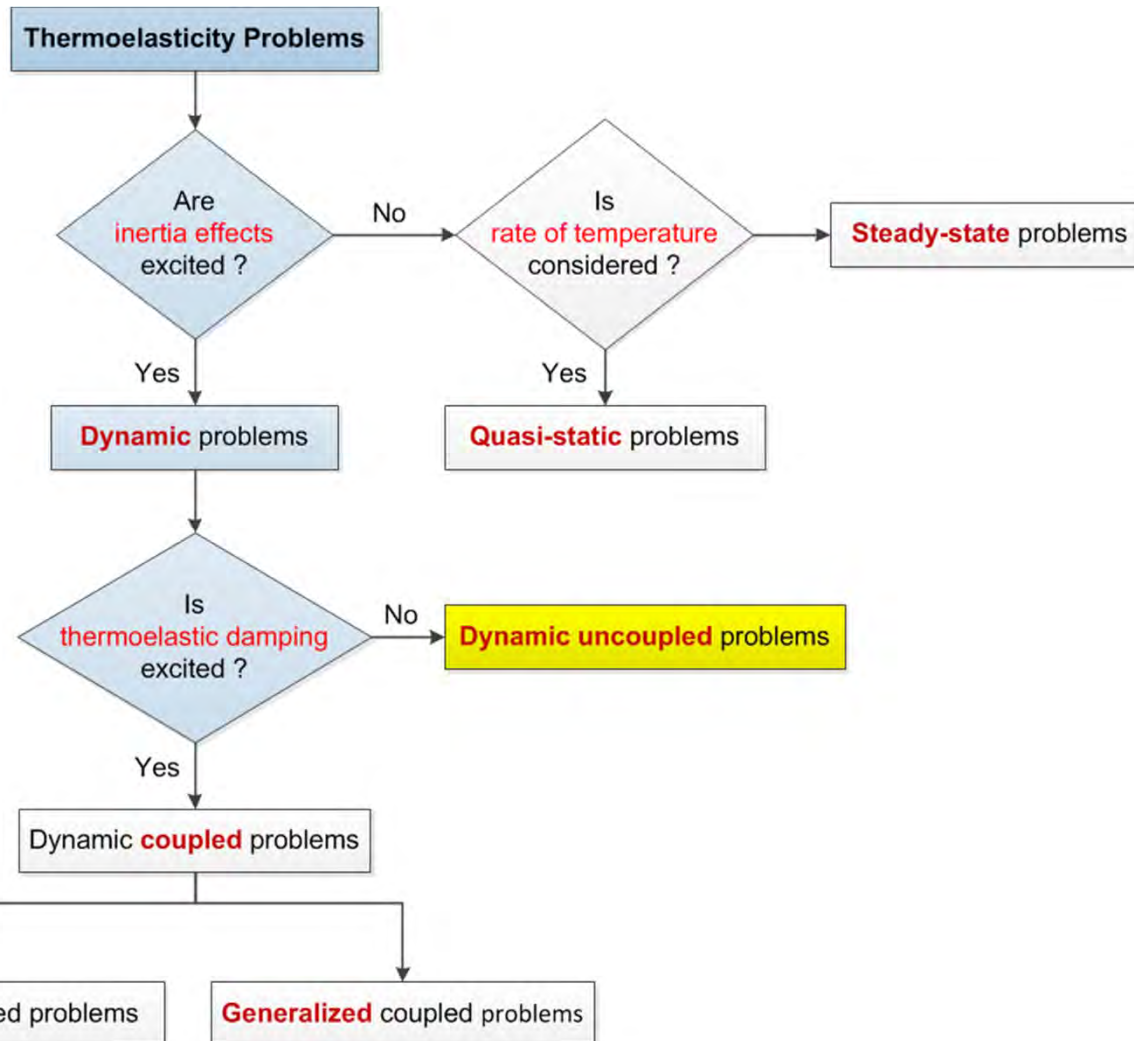 Thermoelasticity Problems
Are
inertia effects
excited ?
No
Is
rate of temperature
considered ?
Steady-state problems
Yes
Yes
Dynamic problems
Quasi-static problems
Is
thermoelastic damping
excited ?
No
Dynamic uncoupled problems
Yes
Dynamic coupled problems
problems
Generalized coupled problems